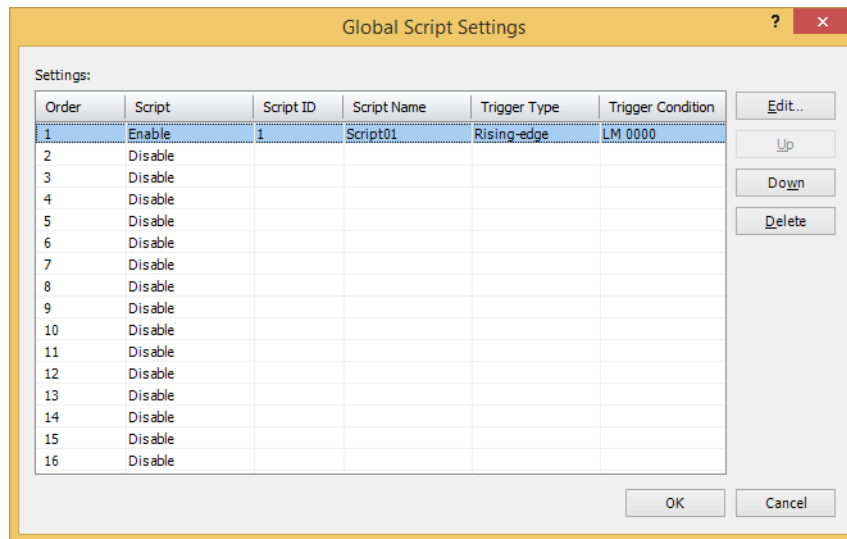 Global Script Settings
?
×
Settings:
Order Script Script ID Script Name Trigger Type Trigger Condition
1 Enable 1 Script01 Rising-edge LM 0000
2 Disable
3 Disable
4 Disable
5 Disable
6 Disable
7 Disable
8 Disable
9 Disable
10 Disable
11 Disable
12 Disable
13 Disable
14 Disable
15 Disable
16 Disable
Edit...
Up
Down
Delete
OK Cancel